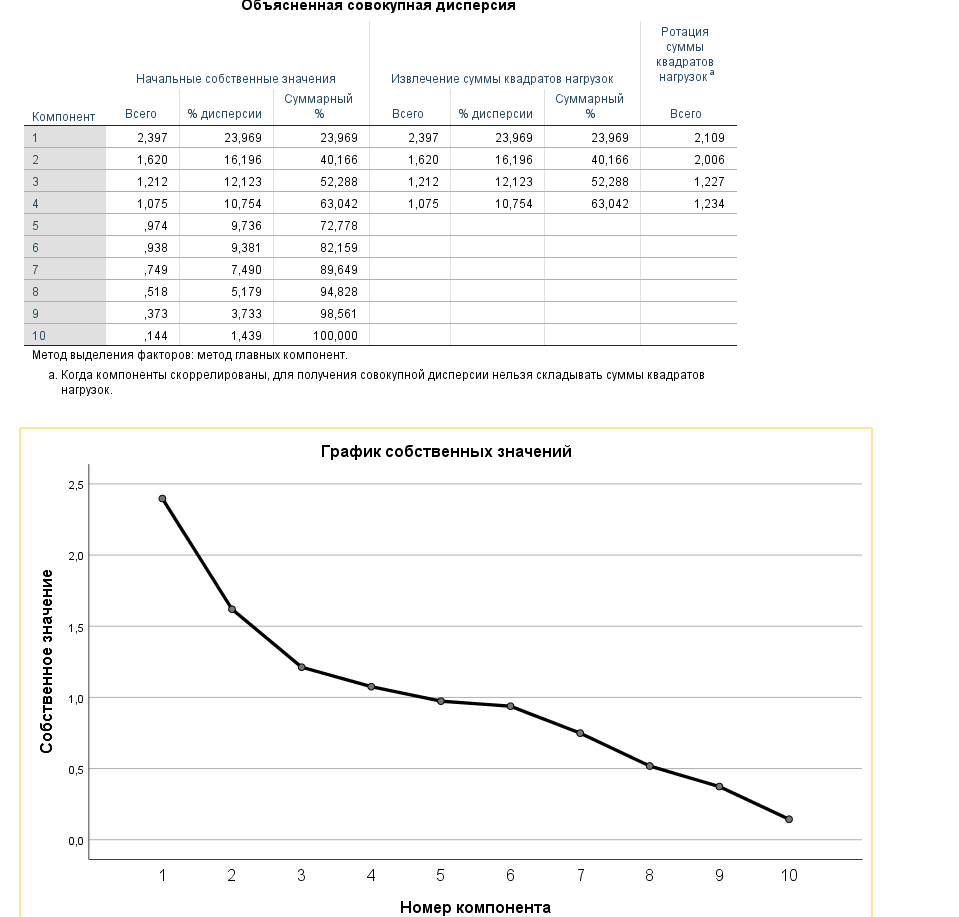 Объясненная совокупная дисперсия
Ротация
суммы
квадратов
нагрузок a
Начальные собственные значения Извлечение суммы квадратов нагрузок
Компонент Всего % дисперсии Суммарный % Всего % дисперсии Суммарный % Всего
1 2,397 23,969 23,969 2,397 23,969 23,969 2,109
2 1,620 16,196 40,166 1,620 16,196 40,166 2,006
3 1,212 12,123 52,288 1,212 12,123 52,288 1,227
4 1,075 10,754 63,042 1,075 10,754 63,042 1,234
5 ,974 9,736 72,778
6 ,938 9,381 82,159
7 ,749 7,490 89,649
8 ,518 5,179 94,828
9 ,373 3,733 98,561
10 ,144 1,439 100,000
Метод выделения факторов: метод главных компонент.
a. Когда компоненты скоррелированы, для получения совокупной дисперсии нельзя складывать суммы квадратов
нагрузок.
График собственных значений
Собственное значение
2,5
2,0
1,5
1,0
0,5
0,0
1 2 3 4 5 6 7 8 9 10
Номер компонента